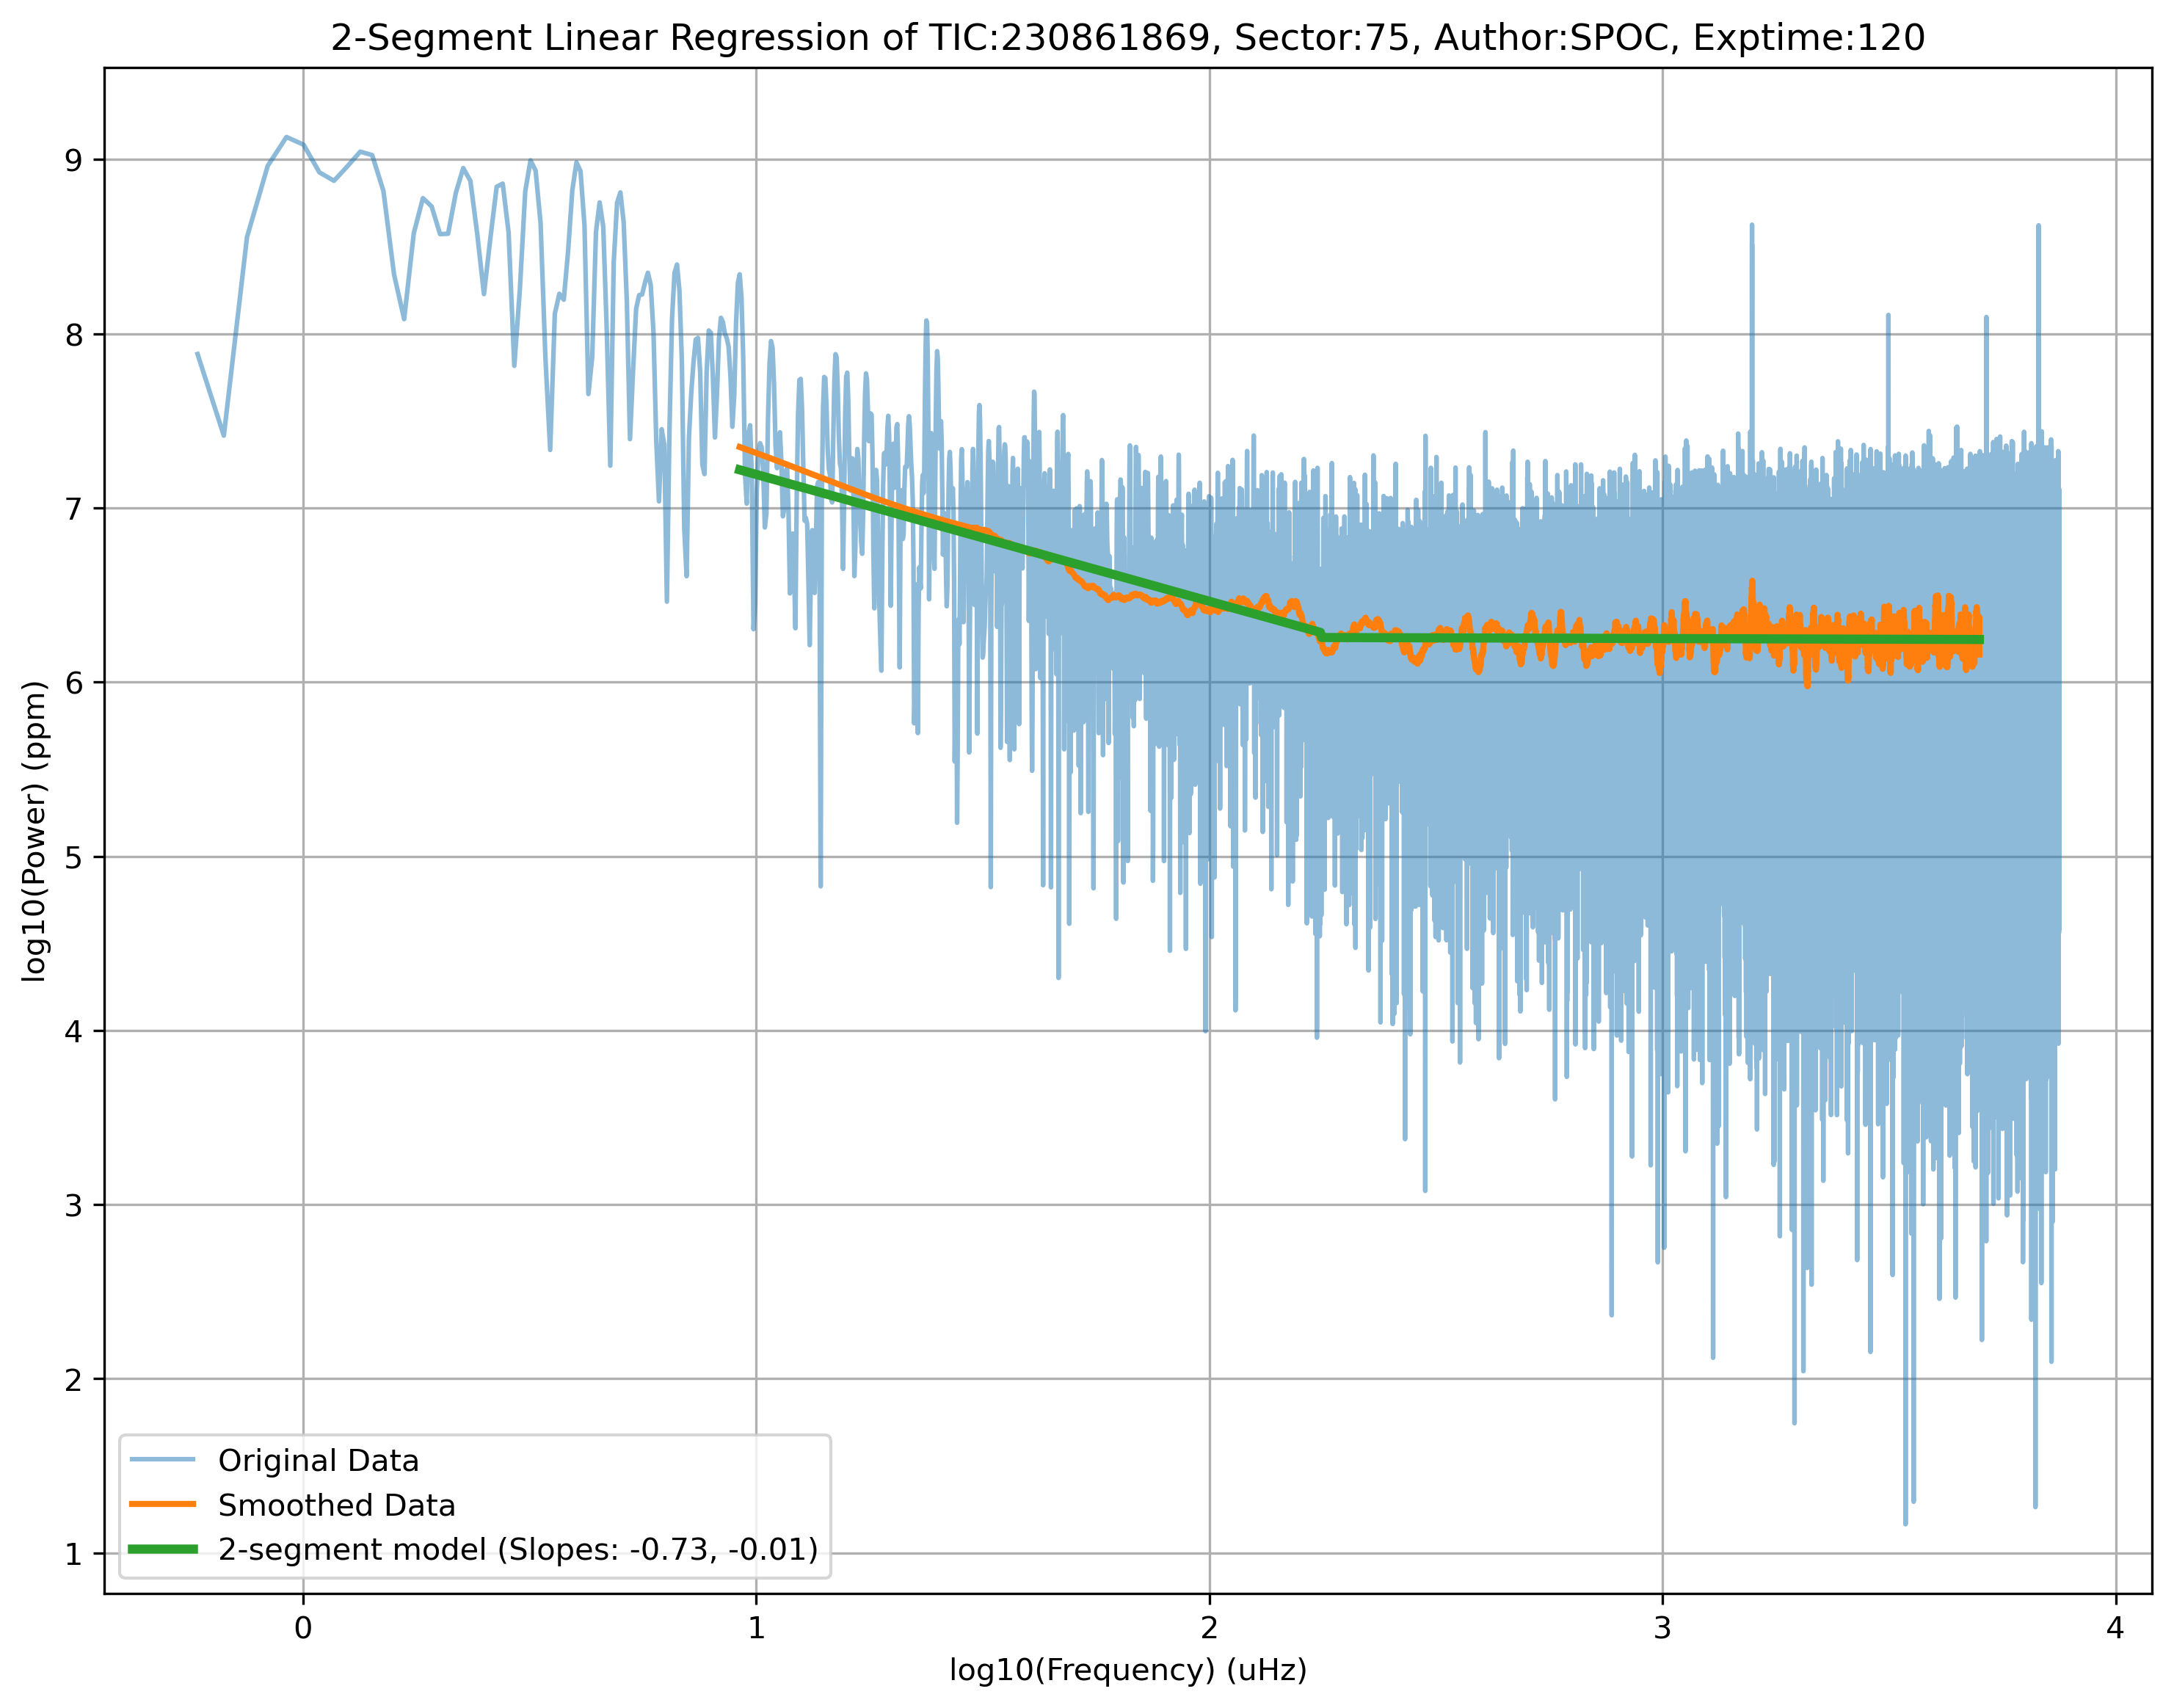 2-Segment Linear Regression of TIC:230861869, Sector:75, Author:SPOC, Exptime:120
log10(Power) (ppm)
9
8
7
6
5
4
3
2
1
Original Data
Smoothed Data
2-segment model (Slopes: -0.73, -0.01)
0 1 2 3 4
log10(Frequency) (uHz)